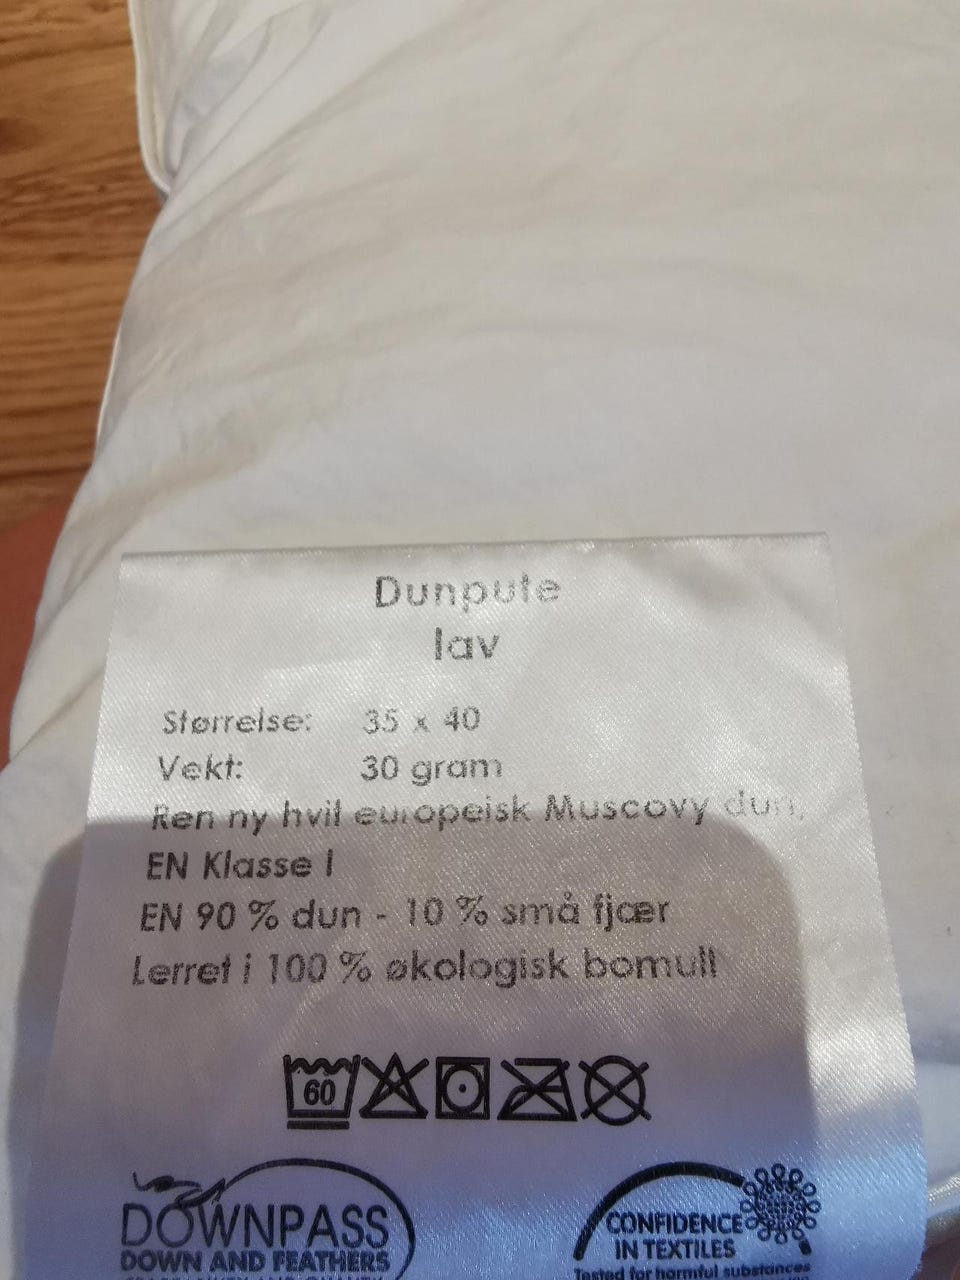 Dunpute
lav
Størrelse: 35 x 40
Vekt: 30 gram
Ren ny hvit europeisk Muscovy dun,
EN Klasse I
EN 90 % dun - 10 % små fjær
Lerret i 100 % økologisk bomull
60
DOWNPASS
DOWN AND FEATHERS
CONFIDENCE
IN TEXTILES
Tested for harmful substances